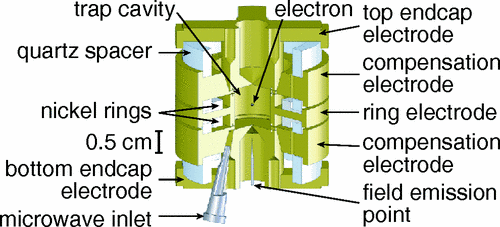 trap cavity
electron
top endcap
electrode
quartz spacer
compensation
electrode
nickel rings
ring electrode
0.5 cm
compensation
electrode
bottom endcap
electrode
field emission
point
microwave inlet